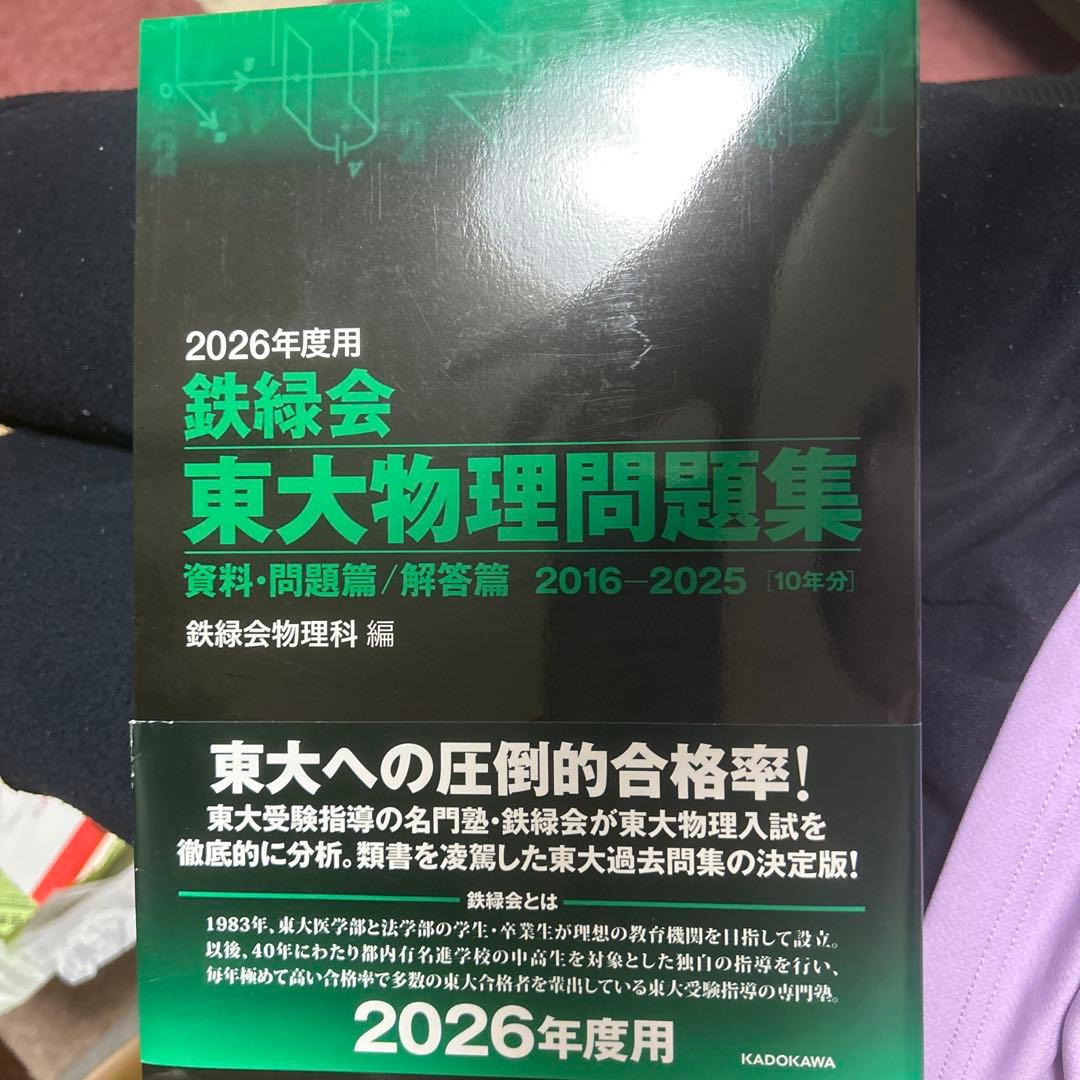 2026年度用
鉄緑会
東大物理問題集
資料・問題篇/解答篇 2016—2025 [10年分]
鉄緑会物理科 編
東大への圧倒的合格率!
東大受験指導の名門塾・鉄緑会が東大物理入試を
徹底的に分析。類書を凌駕した東大過去問集の決定版!
鉄緑会とは
1983年、東大医学部と法学部の学生・卒業生が理想の教育機関を目指して設立。
以後、40年にわたり都内有名進学校の中高生を対象とした独自の指導を行い、
毎年極めて高い合格率で多数の東大合格者を輩出している東大受験指導の専門塾。
2026年度用
KADOKAWA